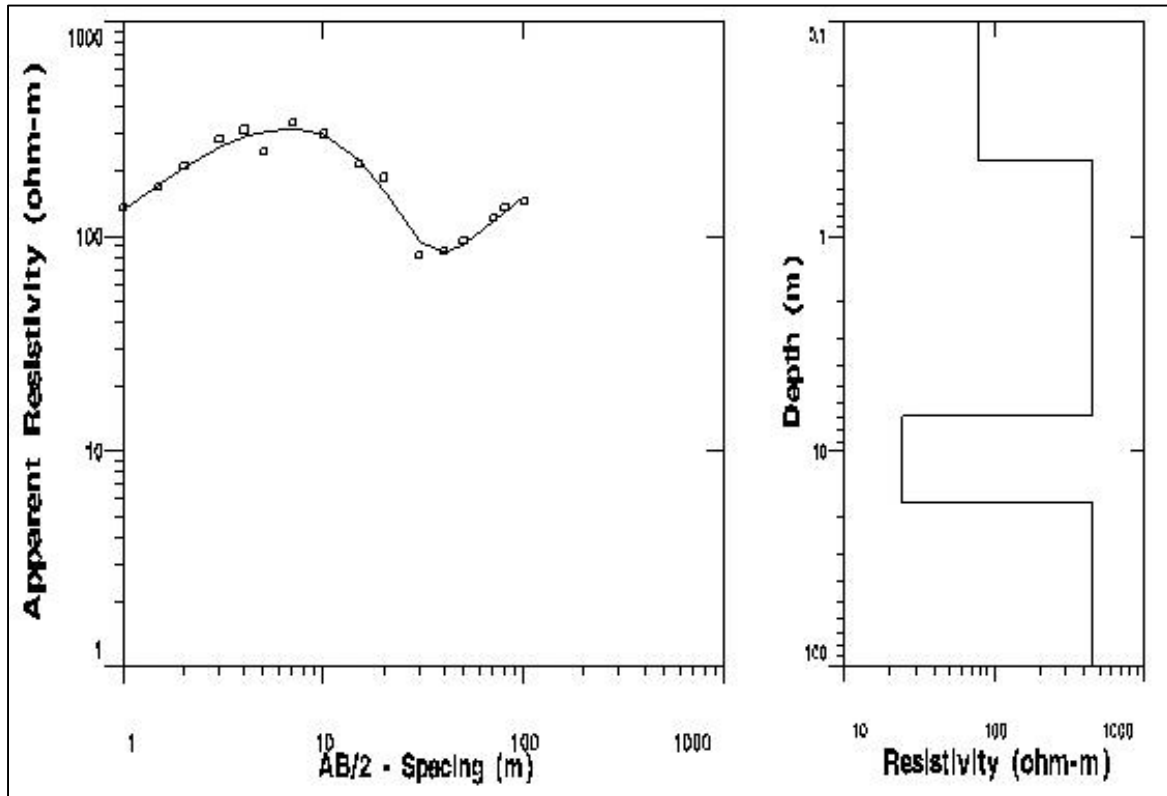 Apparent Resistivity (ohm-m)
1000
100
10
1
1 10 100 1000
AB/2 - Spacing (m)
Depth (m)
0.1
1
10
100
10 100 1000
Resistivity (ohm-m)